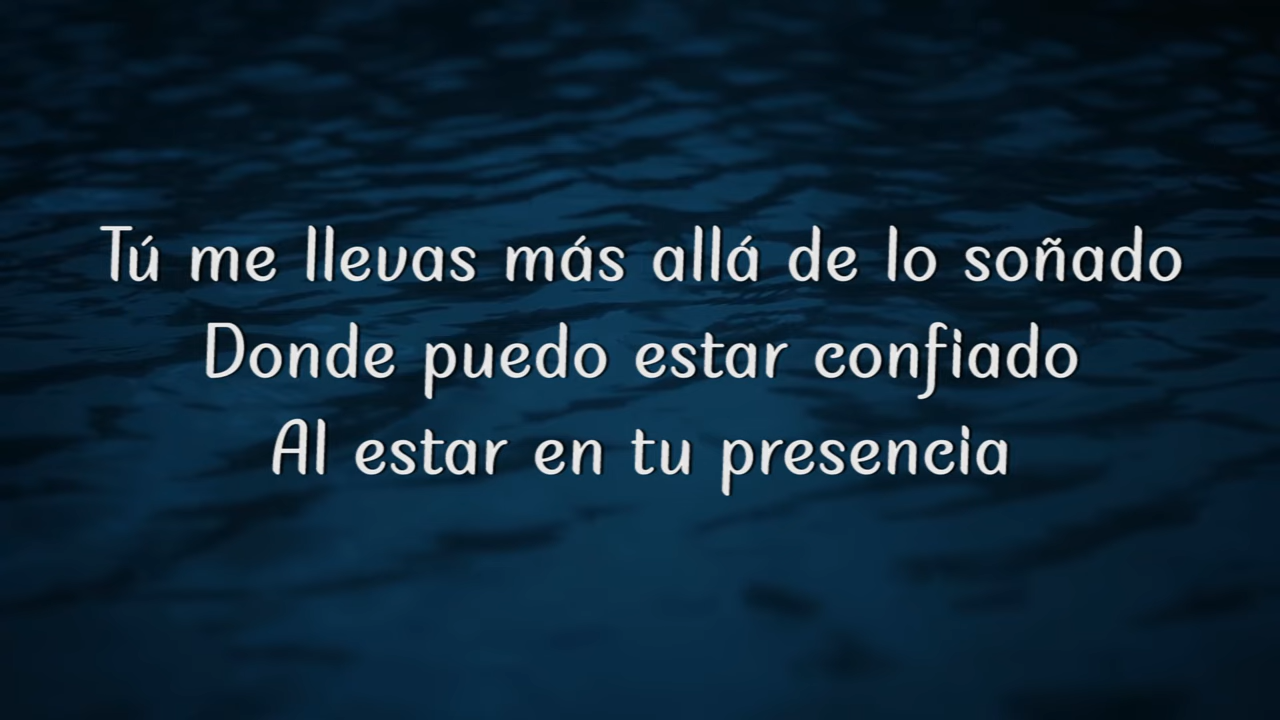 Tú me llevas más allá de lo soñado
Donde puedo estar confiado
Al estar en tu presencia